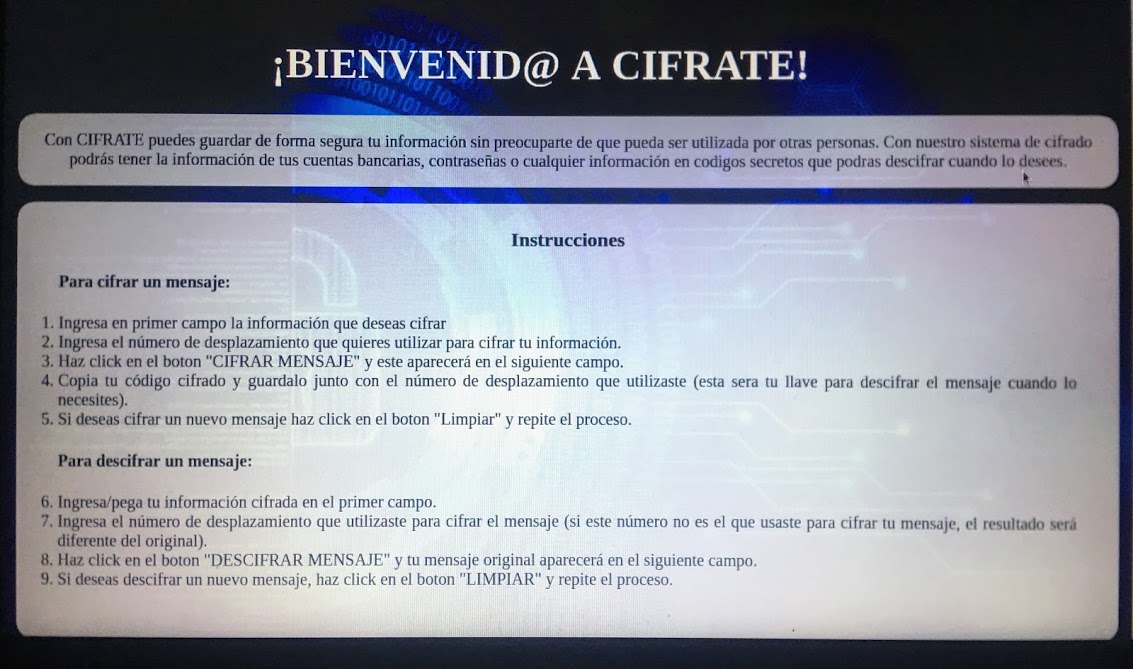 ¡BIENVENID@ A CIFRATE!
Con CIFRATE puedes guardar de forma segura tu información sin preocuparte de que pueda ser utilizada por otras personas. Con nuestro sistema de cifrado
podrás tener la información de tus cuentas bancarias, contraseñas o cualquier información en codigos secretos que podras descifrar cuando lo desees.
Instrucciones
Para cifrar un mensaje:
1. Ingresa en primer campo la información que deseas cifrar
2. Ingresa el número de desplazamiento que quieres utilizar para cifrar tu información.
3. Haz click en el boton "CIFRAR MENSAJE" y este aparecerá en el siguiente campo.
4. Copia tu código cifrado y guardalo junto con el número de desplazamiento que utilizaste (esta sera tu llave para descifrar el mensaje cuando lo
necesites).
5. Si deseas cifrar un nuevo mensaje haz click en el boton "Limpiar" y repite el proceso.
Para descifrar un mensaje:
6. Ingresa/pega tu información cifrada en el primer campo.
7. Ingresa el número de desplazamiento que utilizaste para cifrar el mensaje (si este número no es el que usaste para cifrar tu mensaje, el resultado será
diferente del original).
8. Haz click en el boton "DESCIFRAR MENSAJE" y tu mensaje original aparecerá en el siguiente campo.
9. Si deseas descifrar un nuevo mensaje, haz click en el boton "LIMPIAR" y repite el proceso.